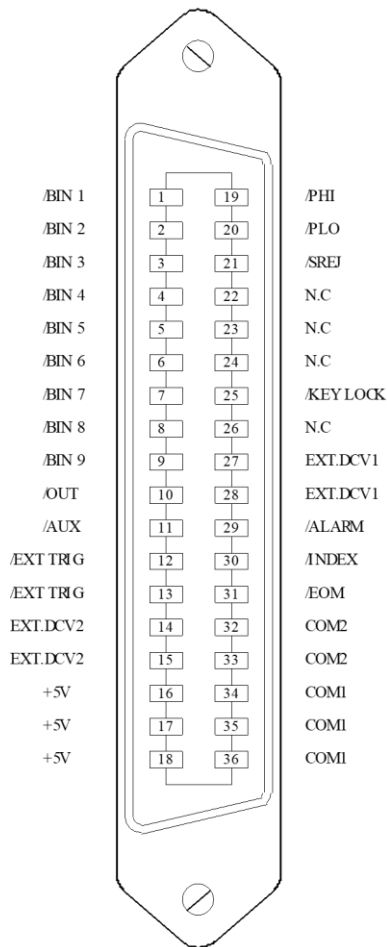 /BIN 1 1 19 /PHI
/BIN 2 2 20 /PLO
/BIN 3 3 21 /SREJ
/BIN 4 4 22 N.C
/BIN 5 5 23 N.C
/BIN 6 6 24 N.C
/BIN 7 7 25 /KEY LOCK
/BIN 8 8 26 N.C
/BIN 9 9 27 EXT.DCV1
/OUT 10 28 EXT.DCV1
/AUX 11 29 /ALARM
/EXT TRIG 12 30 /INDEX
/EXT TRIG 13 31 /EOM
EXT.DCV2 14 32 COM2
EXT.DCV2 15 33 COM2
+5V 16 34 COM1
+5V 17 35 COM1
+5V 18 36 COM1